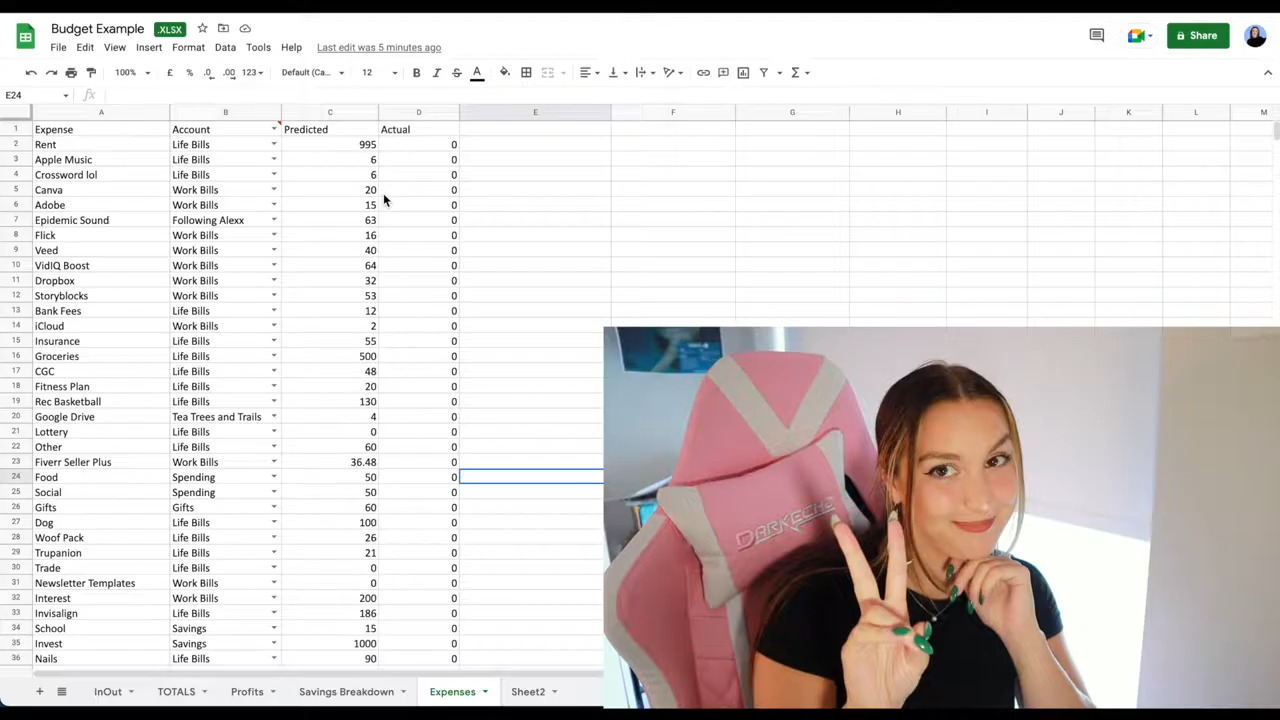 Budget Example .XLSX
File Edit View Insert Format Data Tools Help Last edit was 5 minutes ago
Share
100% £ % .0 .00 123 Default (Ca... 12 B I S A
E24 fx
A B C D E F G H I J K L M
1 Expense Account Predicted Actual
2 Rent Life Bills 995 0
3 Apple Music Life Bills 6 0
4 Crossword lol Life Bills 6 0
5 Canva Work Bills 20 0
6 Adobe Work Bills 15 0
7 Epidemic Sound Following Alexx 63 0
8 Flick Work Bills 16 0
9 Veed Work Bills 40 0
10 VidIQ Boost Work Bills 64 0
11 Dropbox Work Bills 32 0
12 Storyblocks Work Bills 53 0
13 Bank Fees Life Bills 12 0
14 iCloud Work Bills 2 0
15 Insurance Life Bills 55 0
16 Groceries Life Bills 500 0
17 CGC Life Bills 48 0
18 Fitness Plan Life Bills 20 0
19 Rec Basketball Life Bills 130 0
20 Google Drive Tea Trees and Trails 4 0
21 Lottery Life Bills 0 0
22 Other Life Bills 60 0
23 Fiverr Seller Plus Work Bills 36.48 0
24 Food Spending 50 0
25 Social Spending 50 0
26 Gifts Gifts 60 0
27 Dog Life Bills 100 0
28 Woof Pack Life Bills 26 0
29 Trupanion Life Bills 21 0
30 Trade Life Bills 0 0
31 Newsletter Templates Work Bills 0 0
32 Interest Work Bills 200 0
33 Invisalign Life Bills 186 0
34 School Savings 15 0
35 Invest Savings 1000 0
36 Nails Life Bills 90 0
DARKECHO
InOut TOTALS Profits Savings Breakdown Expenses Sheet2